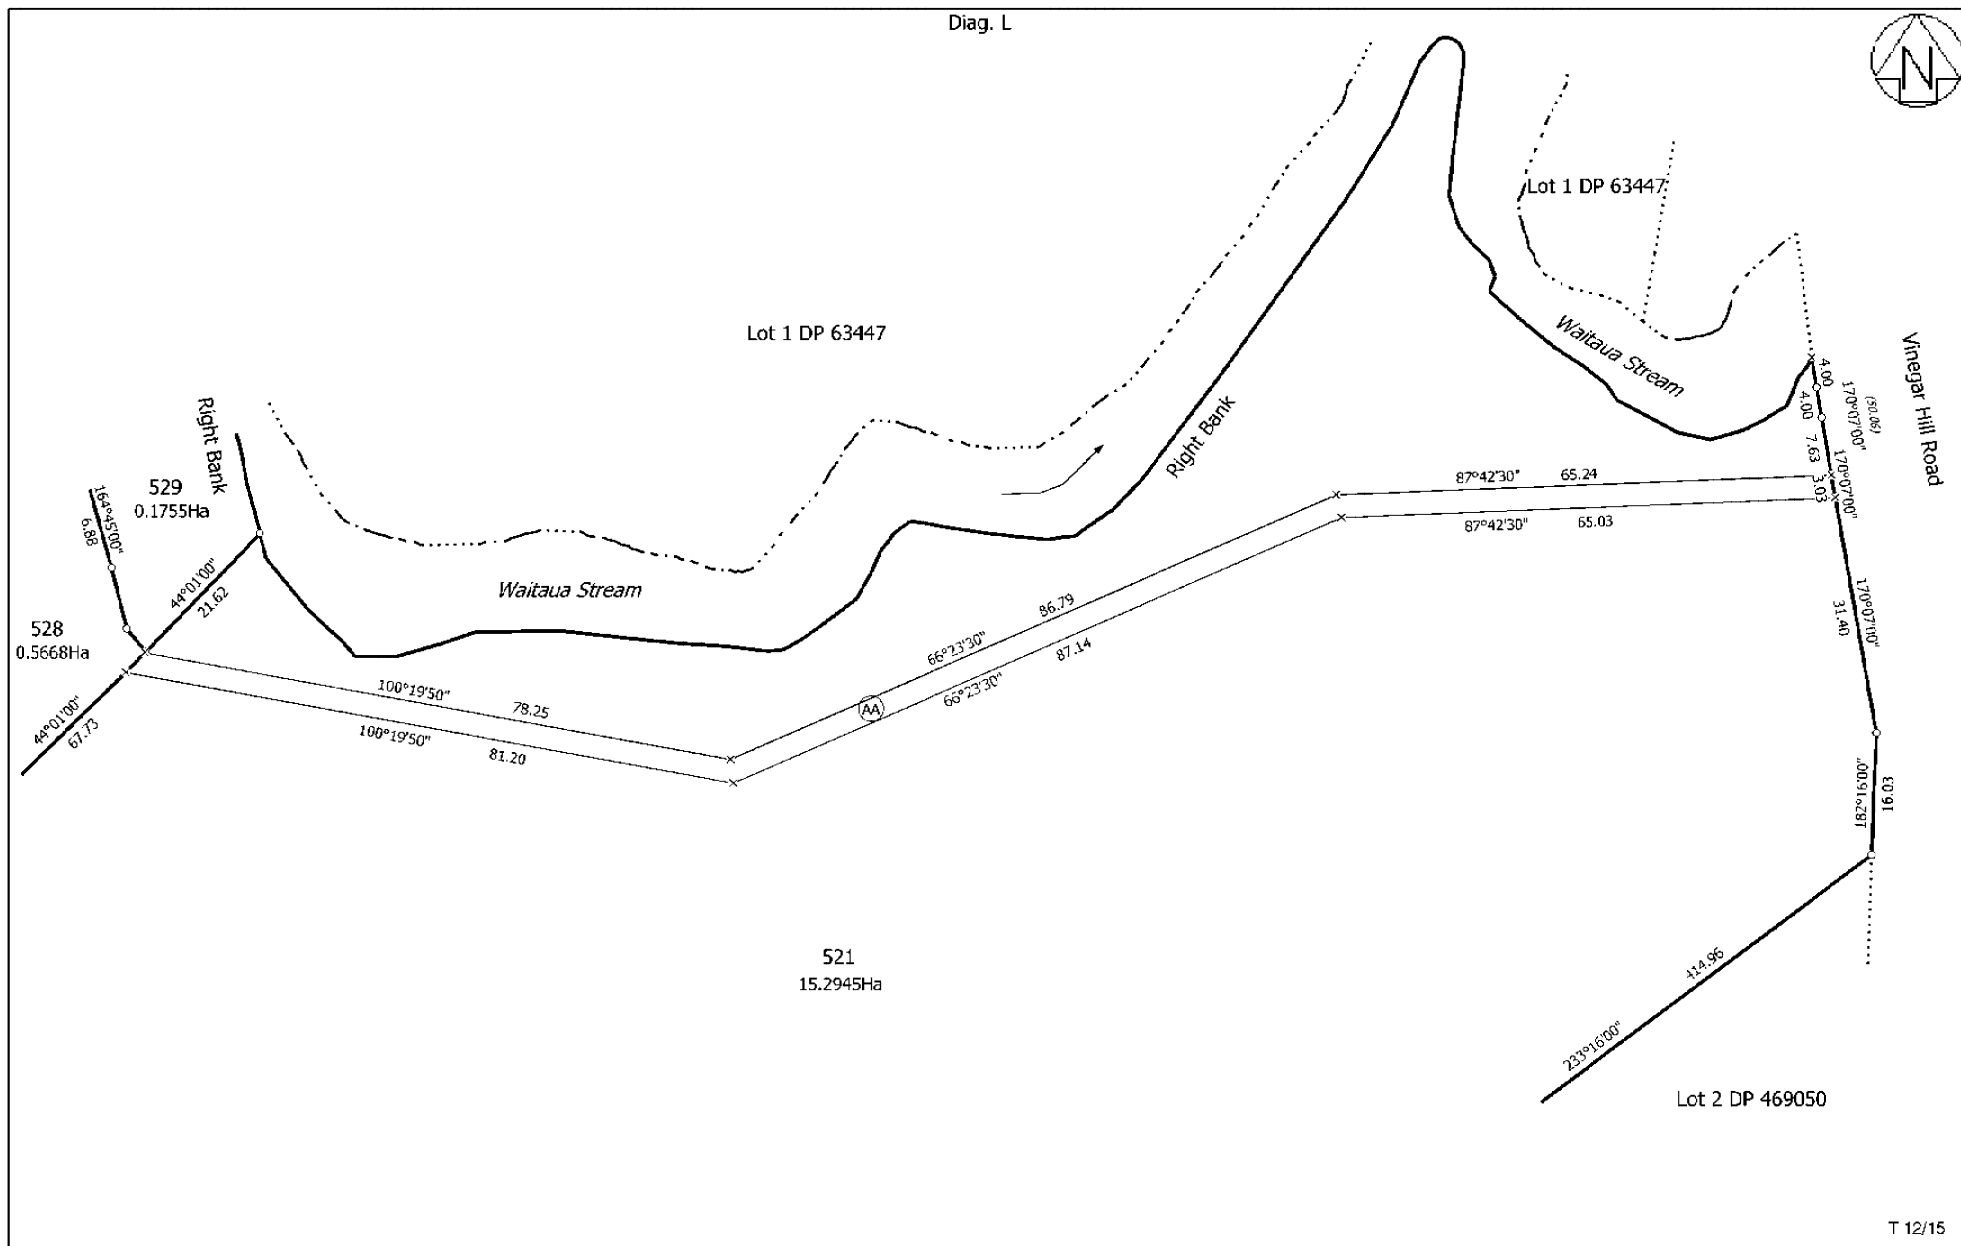 Diag. L
N
Lot 1 DP 63447
Lot 1 DP 63447
Waitaua Stream
Vinegar Hill Road
4.00
170°07'00"
(50.06)
4.00
7.63
170°07'00"
3.03
Right Bank
Right Bank
529
0.1755Ha
164°45'00"
6.88
87°42'30" 65.24
87°42'30" 65.03
44°01'00"
21.62
Waitaua Stream
86.79
66°23'30"
87.14
66°23'30"
170°07'00"
31.40
528
0.5668Ha
100°19'50"
78.25
AA
44°01'00"
67.73
100°19'50"
81.20
182°16'00"
16.03
521
15.2945Ha
414.96
233°16'00"
Lot 2 DP 469050
T 12/15